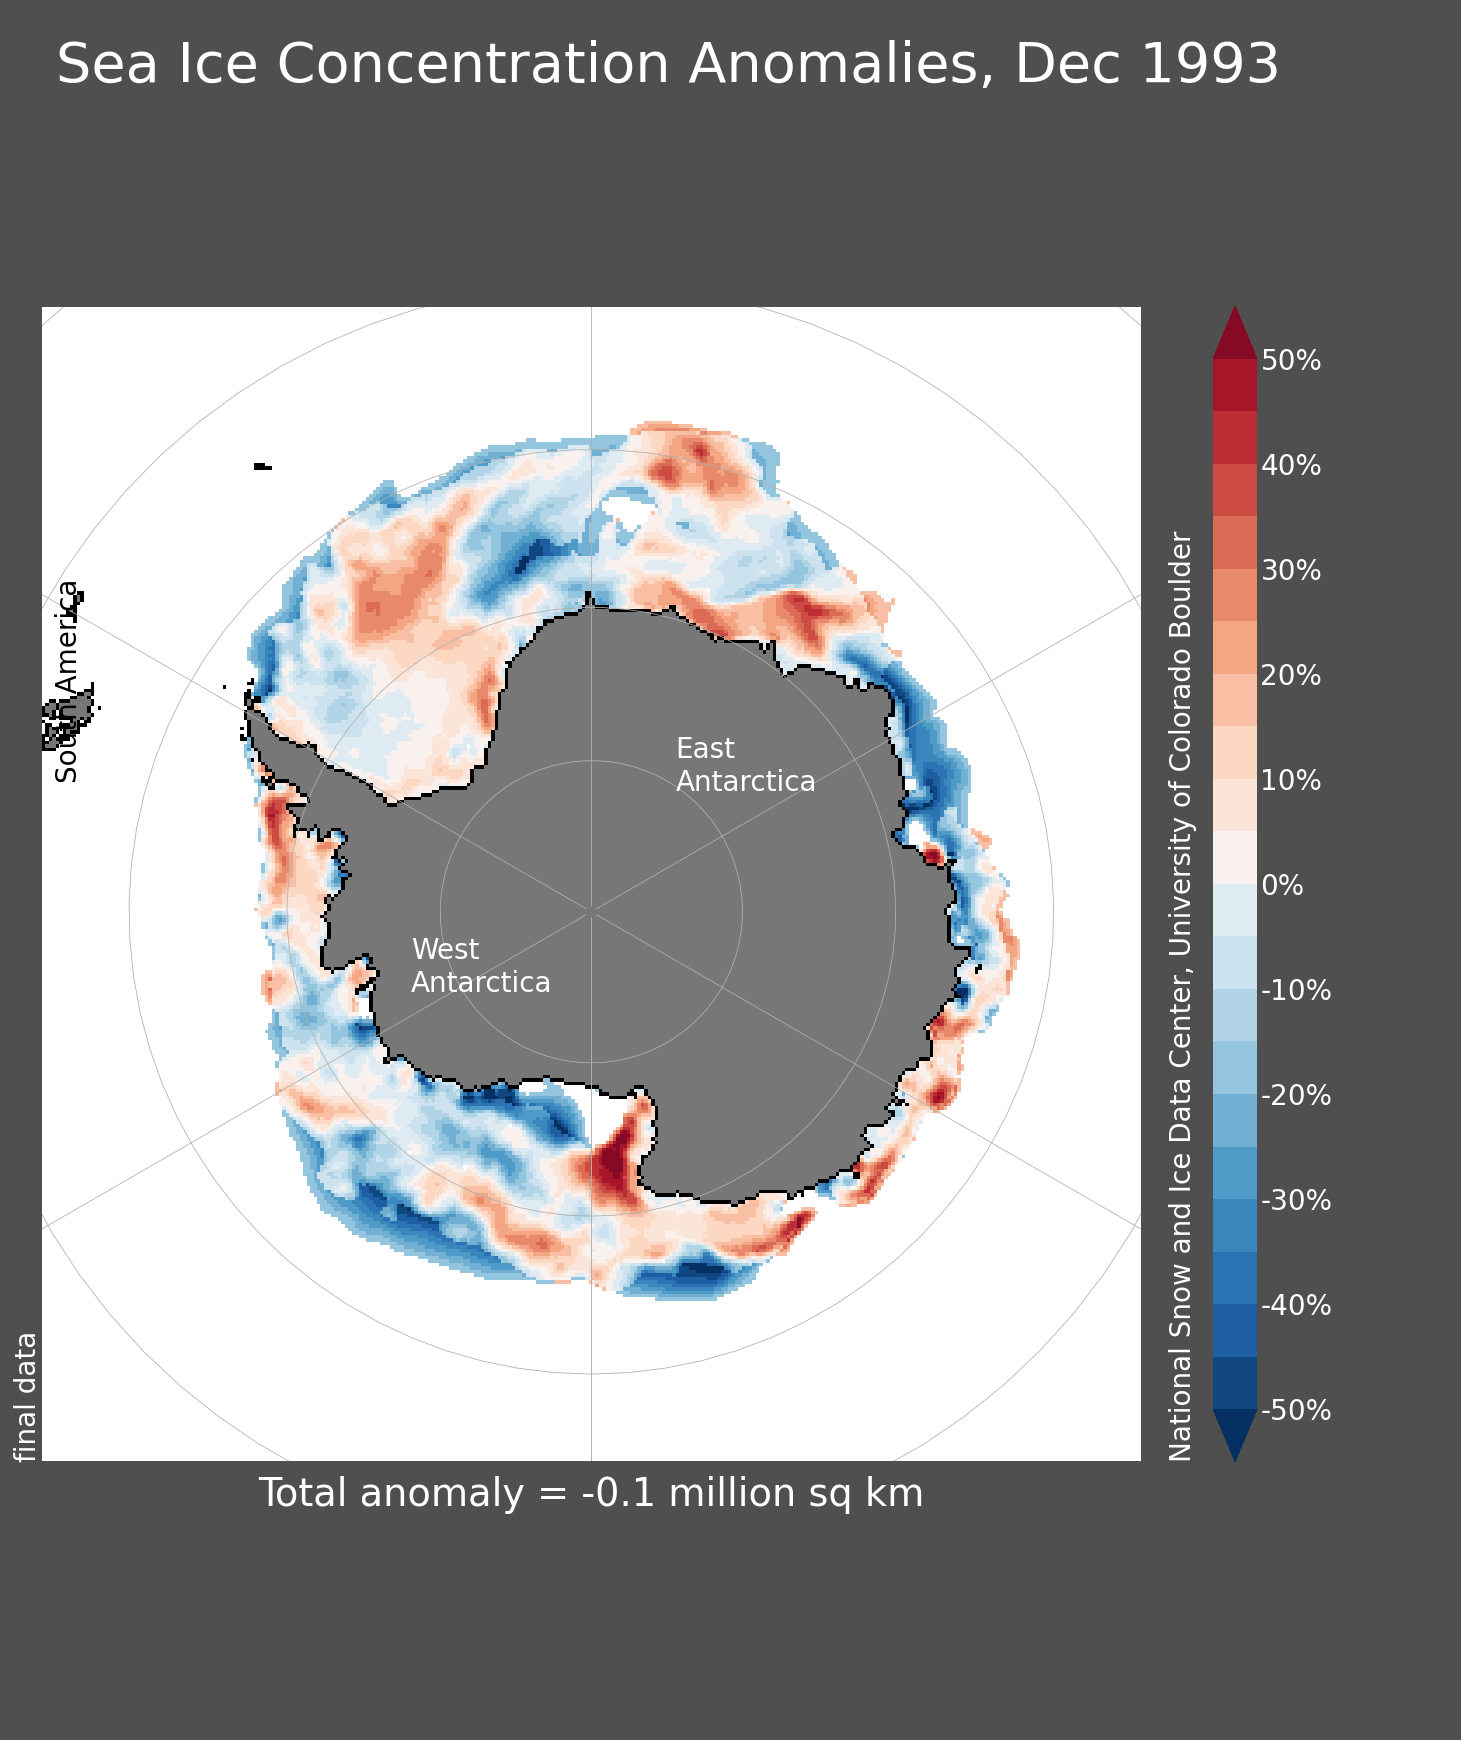 Sea Ice Concentration Anomalies, Dec 1993
South America
East
Antarctica
West
Antarctica
50%
40%
30%
20%
10%
0%
-10%
-20%
-30%
-40%
-50%
National Snow and Ice Data Center, University of Colorado Boulder
final data
Total anomaly = -0.1 million sq km